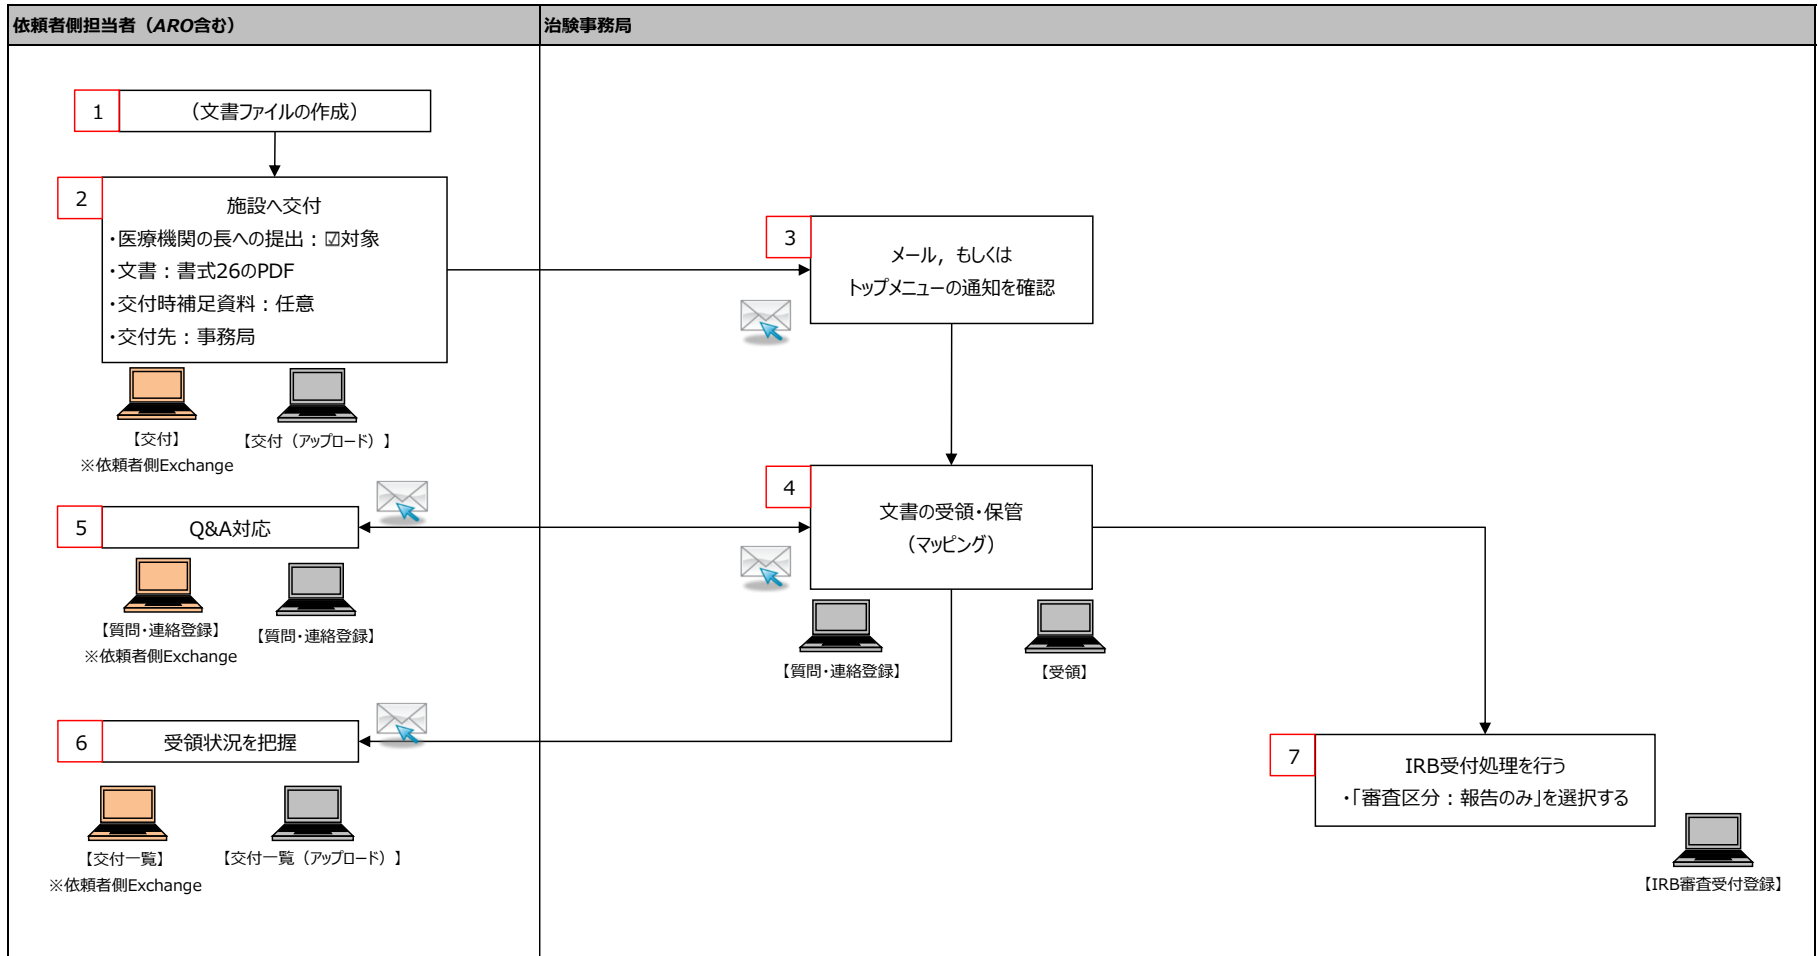 依頼者側担当者（ARO含む）
治験事務局
1
（文書ファイルの作成）
2
施設へ交付
・医療機関の長への提出：☑対象
・文書：書式26のPDF
・交付時補足資料：任意
・交付先：事務局
【交付】
※依頼者側Exchange
【交付（アップロード）】
3
メール，もしくは
トップメニューの通知を確認
4
文書の受領・保管
（マッピング）
【質問・連絡登録】
【受領】
5
Q&A対応
【質問・連絡登録】
※依頼者側Exchange
【質問・連絡登録】
6
受領状況を把握
【交付一覧】
※依頼者側Exchange
【交付一覧（アップロード）】
7
IRB受付処理を行う
・「審査区分：報告のみ」を選択する
【IRB審査受付登録】